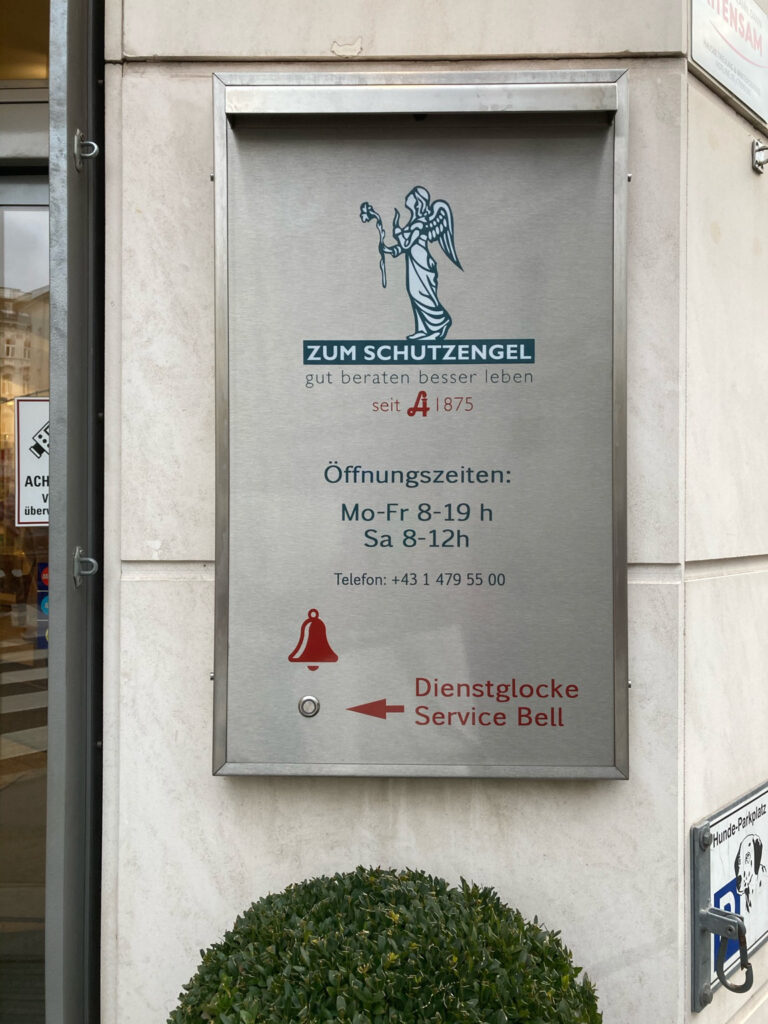 ZUM SCHUTZENGEL
gut beraten besser leben
seit A 1875
Öffnungszeiten:
Mo-Fr 8-19 h
Sa 8-12h
Telefon: +43 1 479 55 00
Dienstglocke
Service Bell
Hunde-Parkplatz